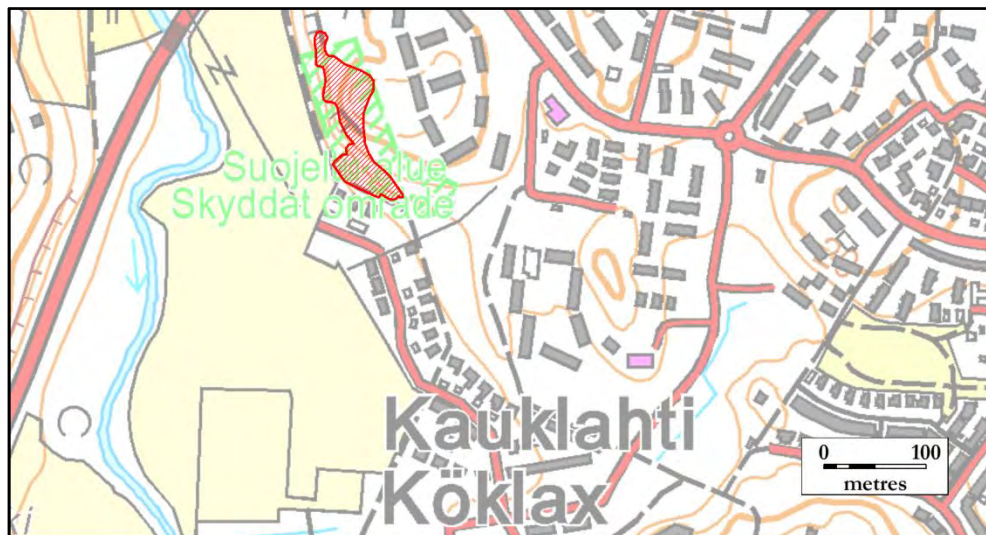 Suojelualue
Skyddat område
Kauklahti
Köklax
0 100
metres